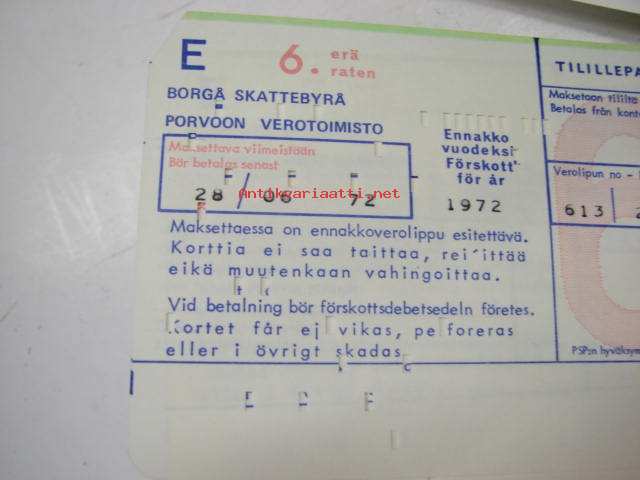 E 6. erä
raten
BORGÅ SKATTEBYRÅ
PORVOON VEROTOIMISTO
Maksettava viimeistään
Bör betalas senast
28 / 06 72
Antikvariaatti.net
Ennakko
vuodeksi
Förskott
för år
1972
Maksettaessa on ennakkoverolippu esitettävä.
Korttia ei saa taittaa, rei´ittää
eikä muutenkaan vahingoittaa.
Vid betalning bör förskottsdebetsedeln företes.
Kortet får ej vikas, perforeras
eller i övrigt skadas
TILILLEPA
Maksetaan tililtä
Betalas från kont
Verolipun no -
613
PSP:n hyväksym